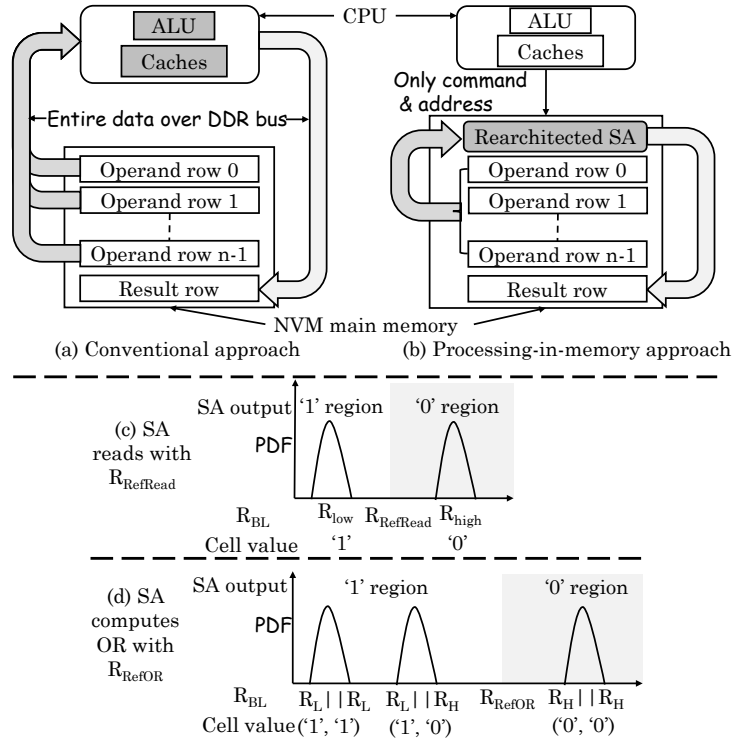 ALU
CPU
ALU
Caches
Caches
Only command
& address
Entire data over DDR bus
Rearchitected SA
Operand row 0
Operand row 0
Operand row 1
Operand row 1
Operand row n-1
Operand row n-1
Result row
Result row
NVM main memory
(a) Conventional approach
(b) Processing-in-memory approach
(c) SA
reads with
R_RefRead
SA output
'1' region
'0' region
PDF
R_BL
R_low
R_RefRead
R_high
Cell value
'1'
'0'
(d) SA
computes
OR with
R_RefOR
SA output
'1' region
'0' region
PDF
R_BL
R_L||R_L
R_L||R_H
R_RefOR
R_H||R_H
Cell value
('1', '1')
('1', '0')
('0', '0')